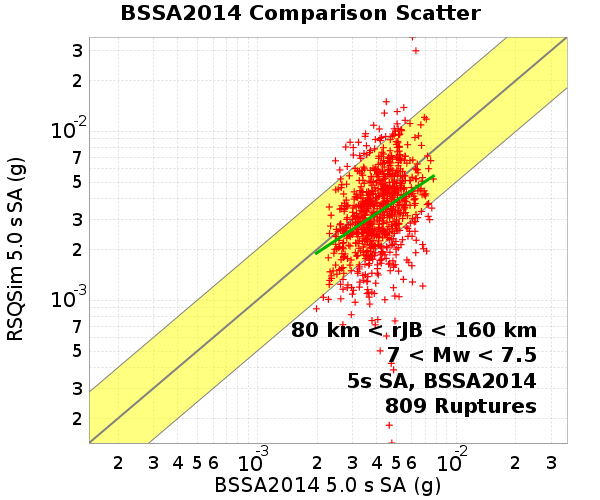 BSSA2014 Comparison Scatter
3
2
10-2
7
5
3
2
10-3
7
5
3
2
RSQSim 5.0 s SA (g)
80 km < rJB < 160 km
7 < Mw < 7.5
5s SA, BSSA2014
809 Ruptures
2 3 4 5 6 10-3 2 3 4 5 6 10-2 2 3
BSSA2014 5.0 s SA (g)